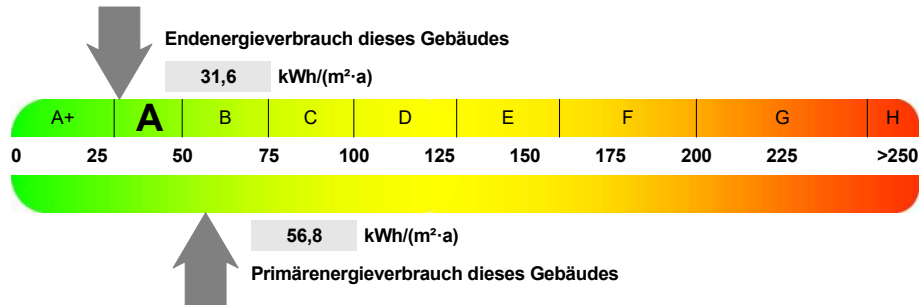 Endenergieverbrauch dieses Gebäudes
31,6 kWh/(m²·a)
A+ A B C D E F G H
0 25 50 75 100 125 150 175 200 225 >250
56,8 kWh/(m²·a)
Primärenergieverbrauch dieses Gebäudes